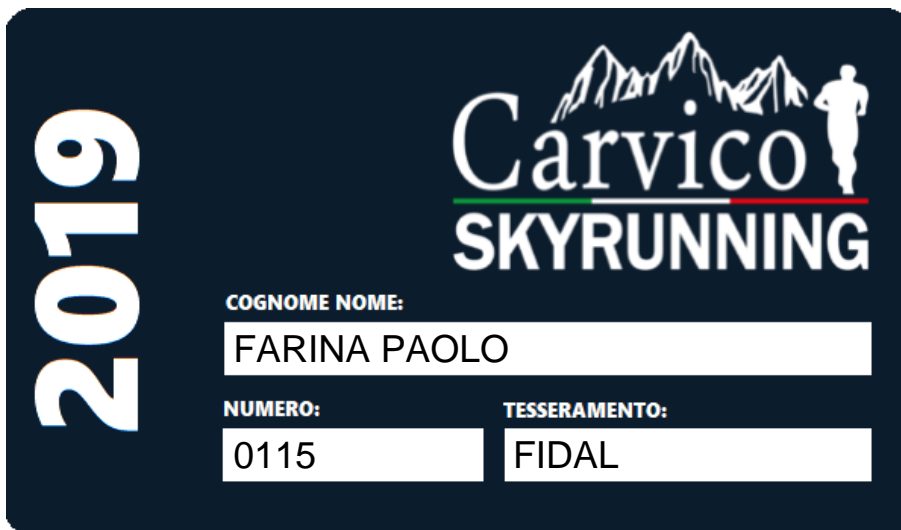 2019
Carvico
SKYRUNNING
COGNOME NOME:
FARINA PAOLO
NUMERO: TESSERAMENTO:
0115 FIDAL